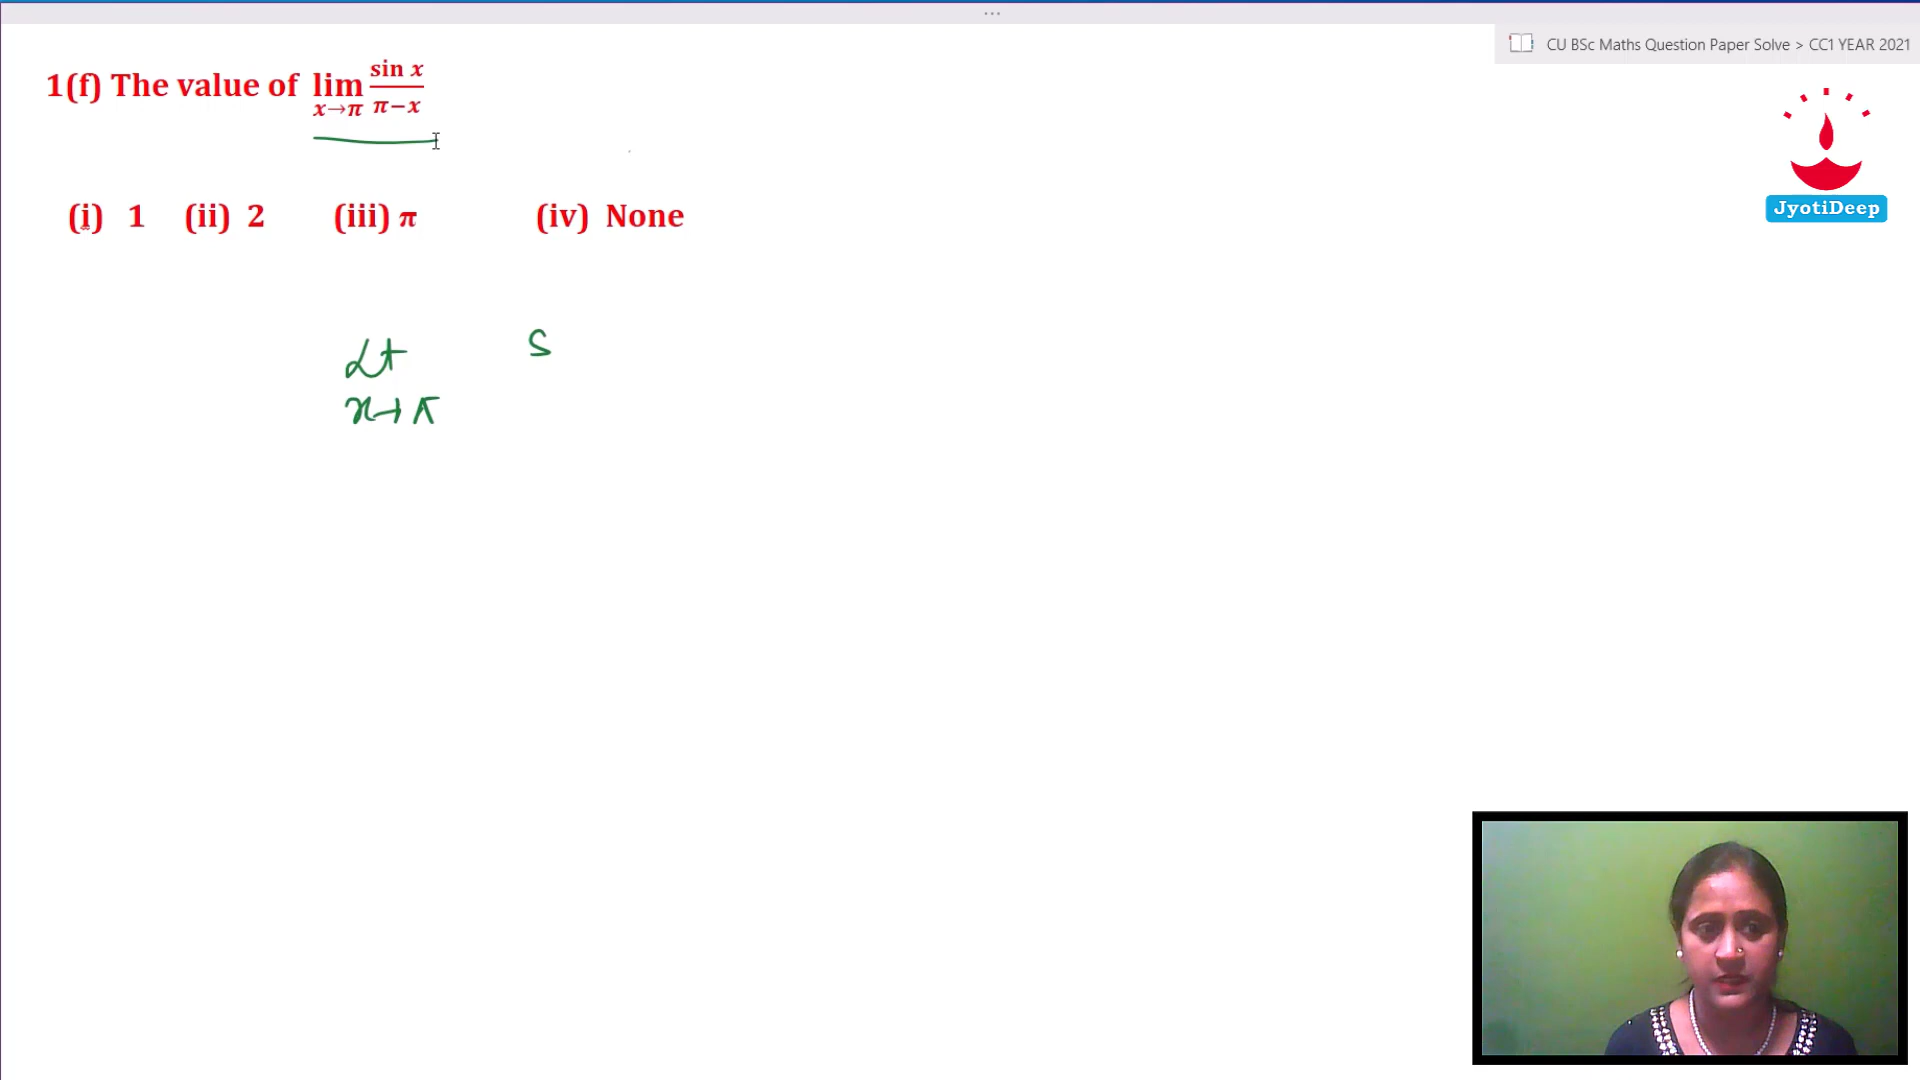 ...
CU BSc Maths Question Paper Solve > CC1 YEAR 2021
1(f) The value of lim x→π sin x / π−x
JyotiDeep
(i) 1 (ii) 2 (iii) π (iv) None
Lt S
x→π